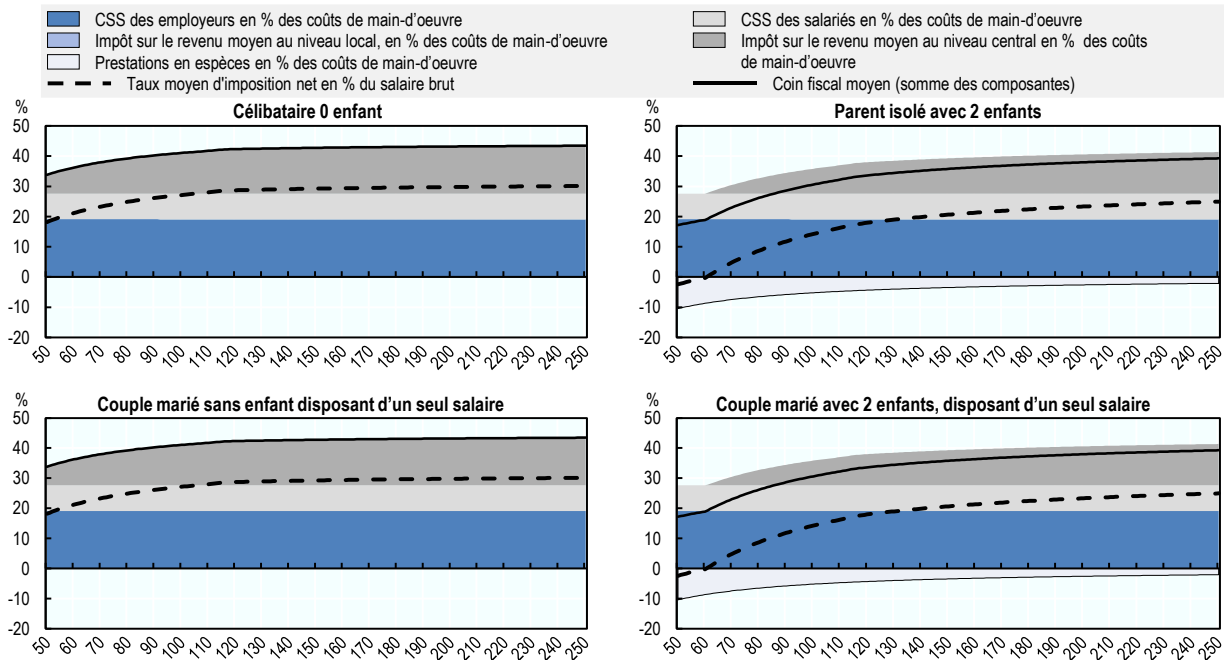 CSS des employeurs en % des coûts de main-d'oeuvre
CSS des salariés en % des coûts de main-d'oeuvre
Impôt sur le revenu moyen au niveau local, en % des coûts de main-d'oeuvre
Impôt sur le revenu moyen au niveau central en % des coûts
de main-d'oeuvre
Prestations en espèces en % des coûts de main-d'oeuvre
Taux moyen d'imposition net en % du salaire brut
Coin fiscal moyen (somme des composantes)
%
Célibataire 0 enfant
50
40
30
20
10
0
-10
-20
50 60 70 80 90 100 110 120 130 140 150 160 170 180 190 200 210 220 230 240 250
%
Parent isolé avec 2 enfants
50
40
30
20
10
0
-10
-20
50 60 70 80 90 100 110 120 130 140 150 160 170 180 190 200 210 220 230 240 250
%
Couple marié sans enfant disposant d’un seul salaire
50
40
30
20
10
0
-10
-20
50 60 70 80 90 100 110 120 130 140 150 160 170 180 190 200 210 220 230 240 250
%
Couple marié avec 2 enfants, disposant d’un seul salaire
50
40
30
20
10
0
-10
-20
50 60 70 80 90 100 110 120 130 140 150 160 170 180 190 200 210 220 230 240 250